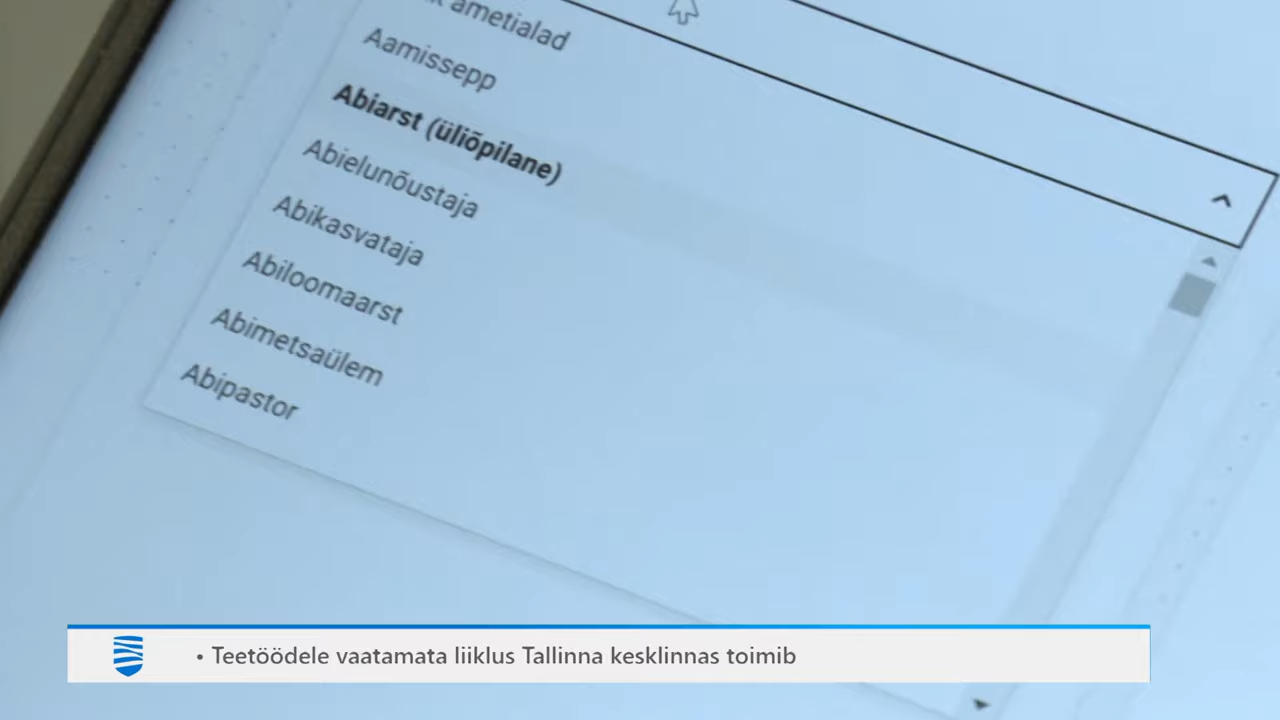 ametialad
Aamissepp
Abiarst (üliõpilane)
Abielunõustaja
Abikasvataja
Abiloomaarst
Abimetsaülem
Abipastor
• Teetöödele vaatamata liiklus Tallinna kesklinnas toimib